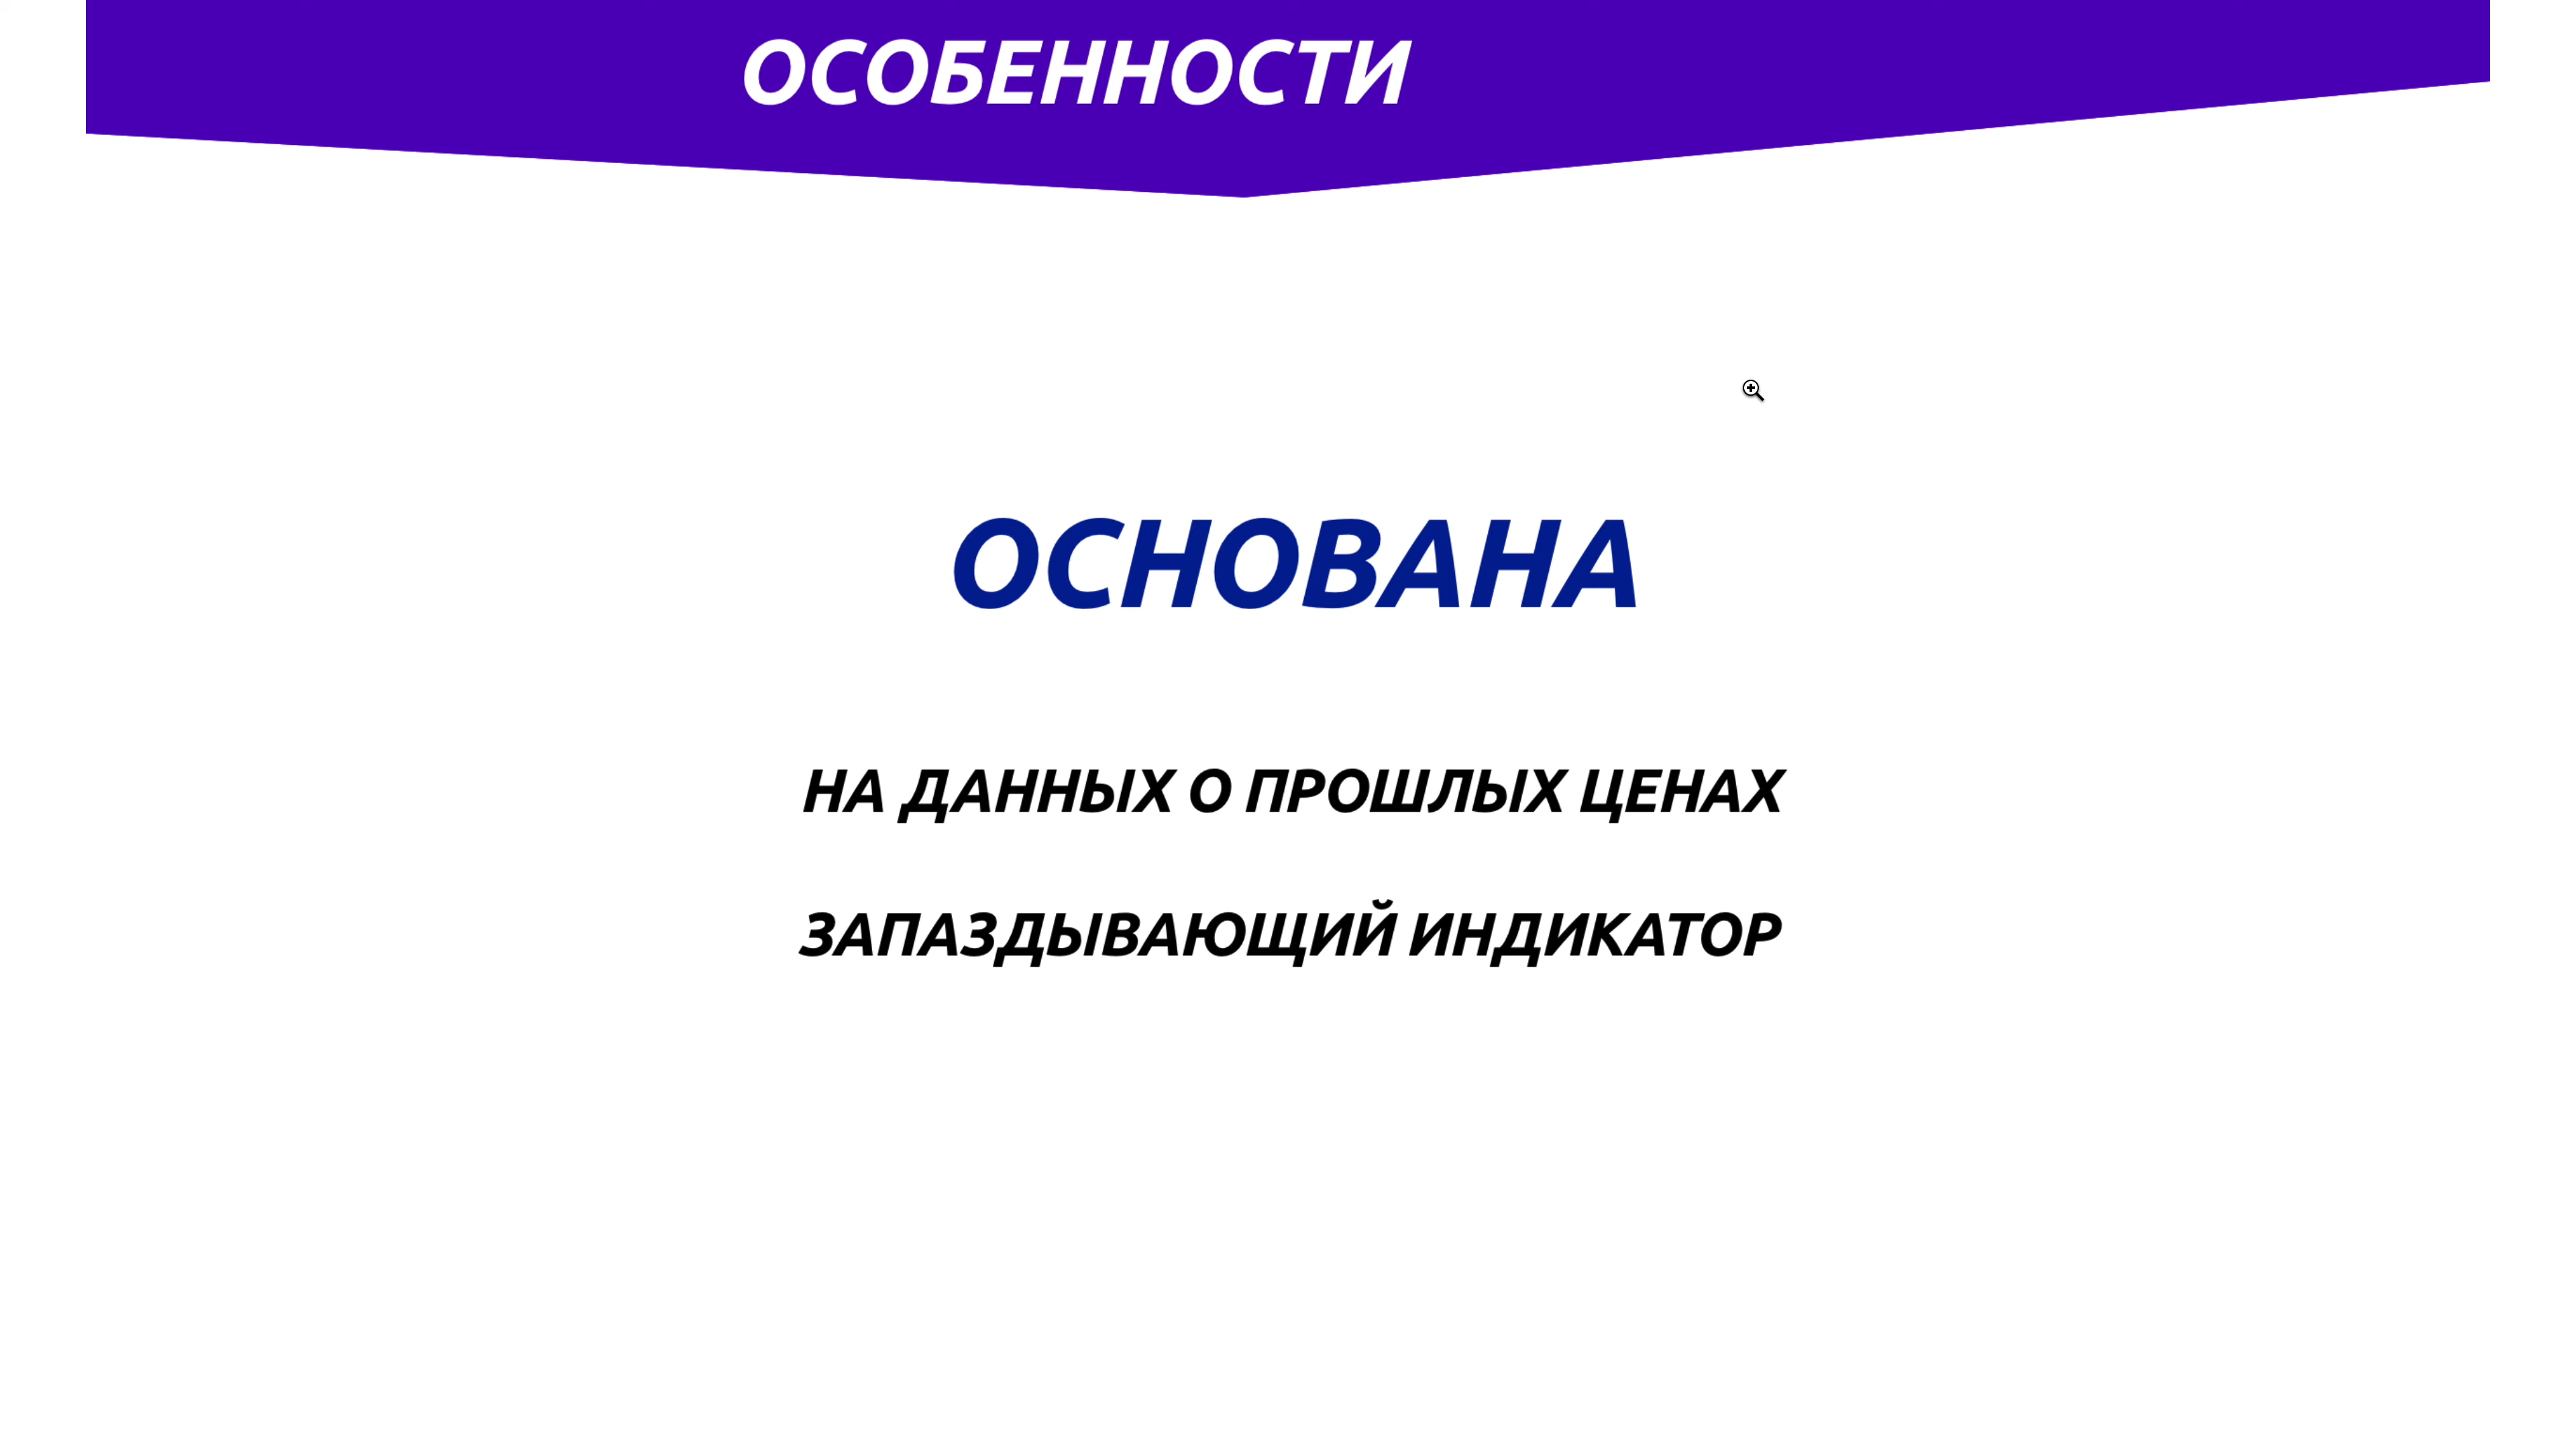 ОСОБЕННОСТИ
ОСНОВАНА
НА ДАННЫХ О ПРОШЛЫХ ЦЕНАХ
ЗАПАЗДЫВАЮЩИЙ ИНДИКАТОР